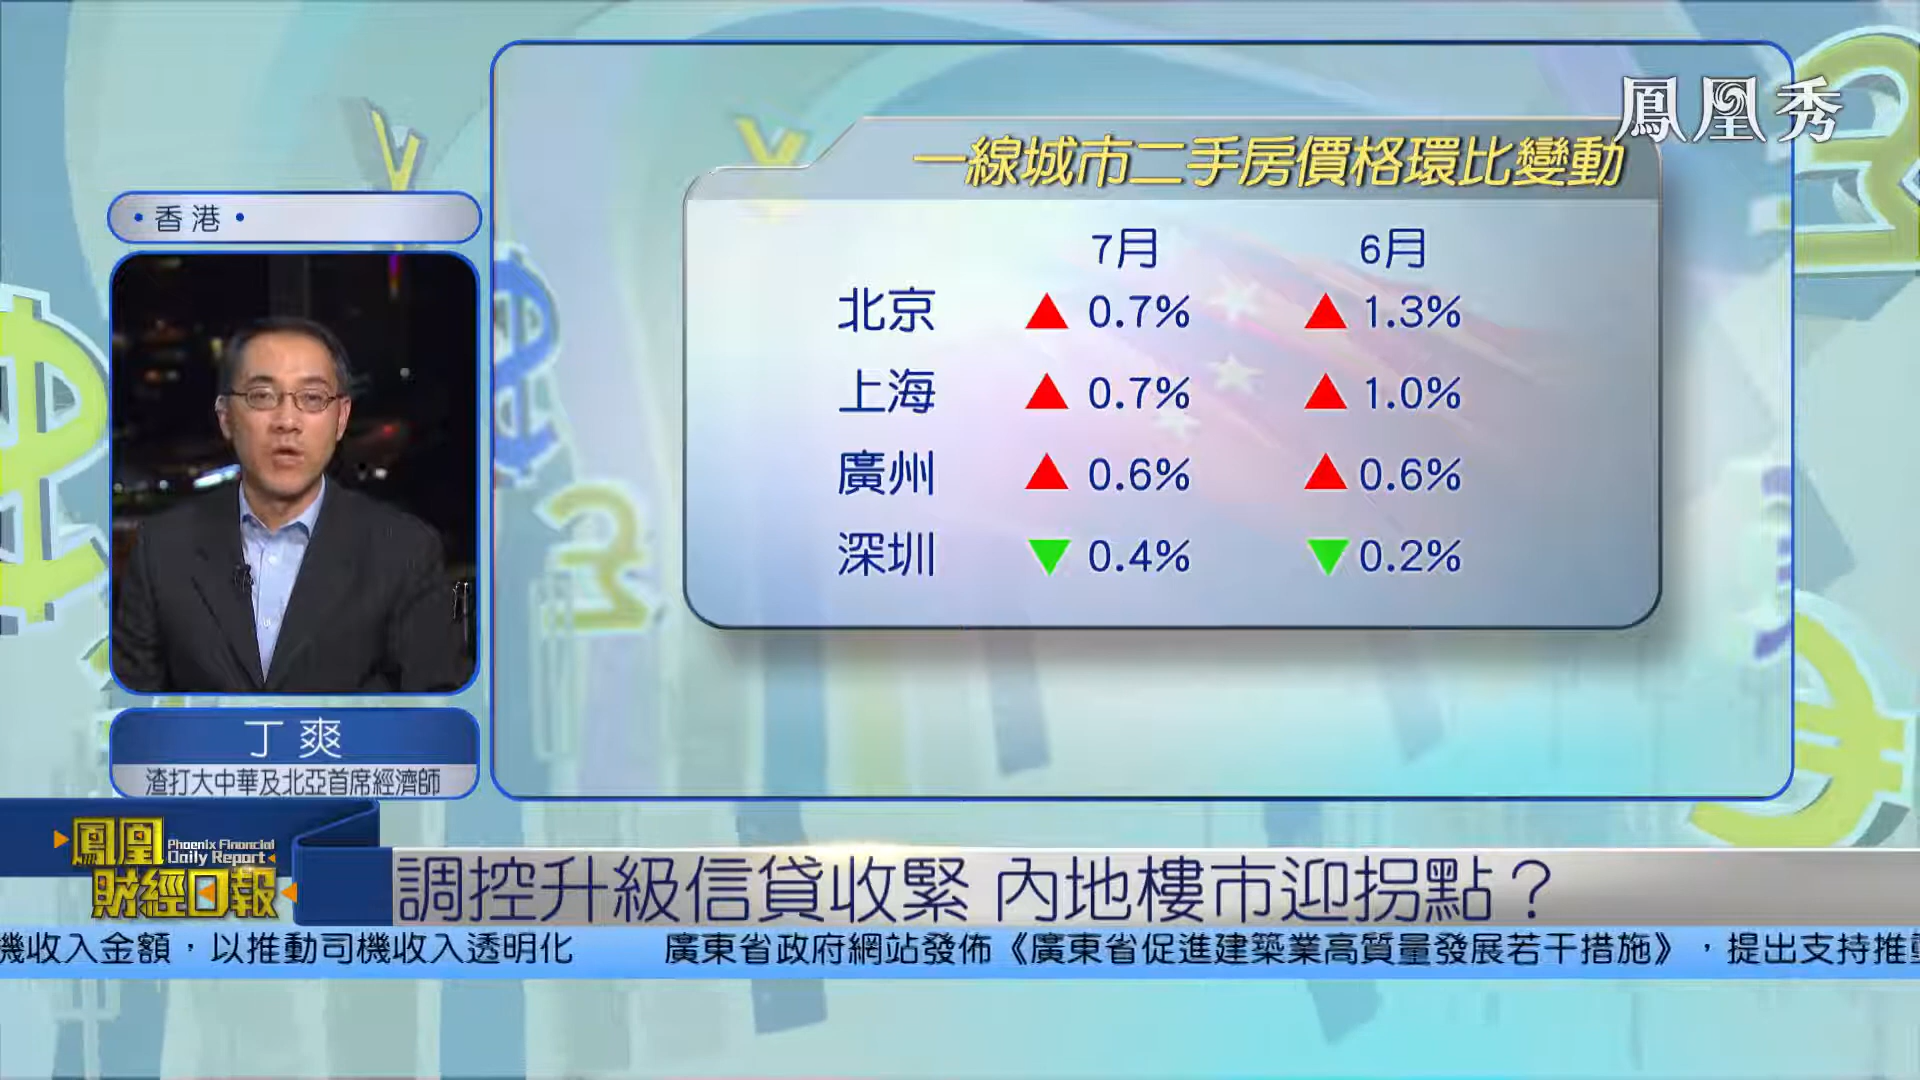 鳳凰秀
一線城市二手房價格環比變動
7月 6月
北京 ▲ 0.7% ▲ 1.3%
上海 ▲ 0.7% ▲ 1.0%
廣州 ▲ 0.6% ▲ 0.6%
深圳 ▼ 0.4% ▼ 0.2%
•香港•
丁爽
渣打大中華及北亞首席經濟師
鳳凰 Phoenix Financial
Daily Report
財經日報
調控升級信貸收緊 內地樓市迎拐點？
機收入金額，以推動司機收入透明化 廣東省政府網站發佈《廣東省促進建築業高質量發展若干措施》，提出支持推動